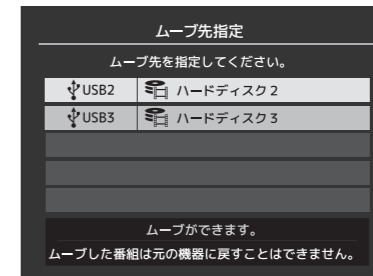 ムーブ先指定
ムーブ先を指定してください。
USB2 ハードディスク2
USB3 ハードディスク3
ムーブができます。
ムーブした番組は元の機器に戻すことはできません。